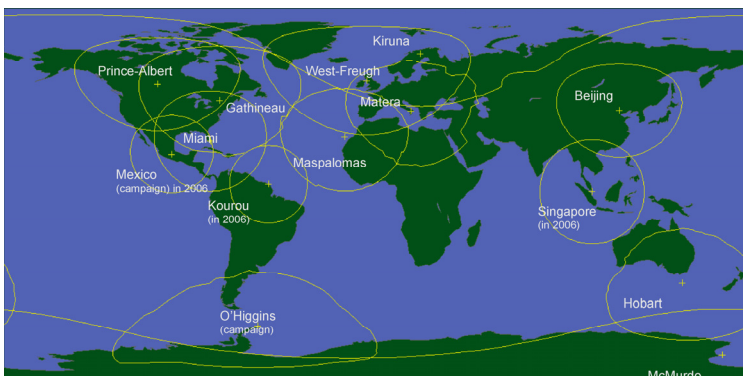 Kiruna
Prince-Albert
West-Freugh
Gathineau
Matera
Beijing
Miami
Maspalomas
Mexico
(campaign) in 2006
Kourou
(in 2006)
Singapore
(in 2006)
Hobart
O'Higgins
(campaign)
McMurdo